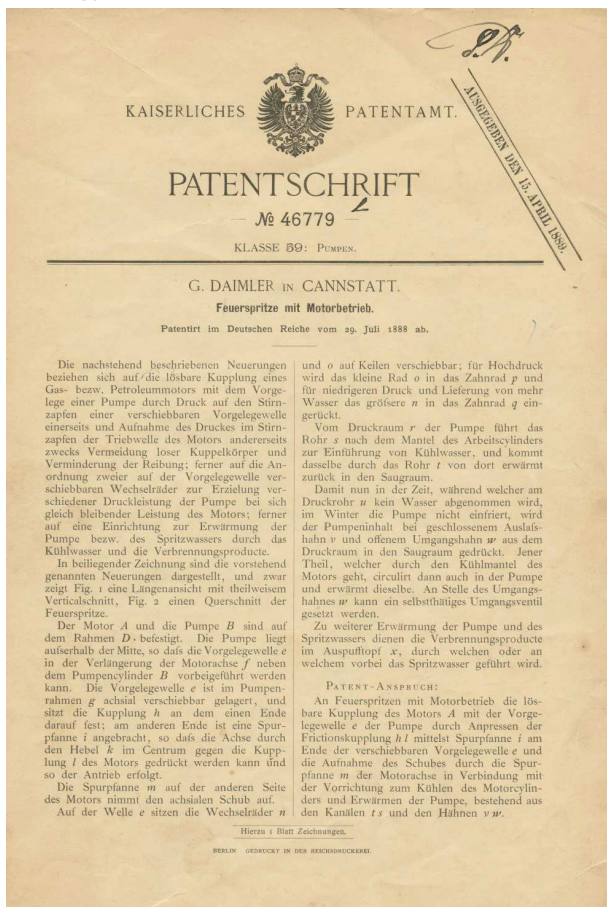 KAISERLICHES PATENTAMT.
AUSGEGEBEN DEN 15. APRIL 1889.
PATENTSCHRIFT
— № 46779 —
KLASSE 59: PUMPEN.
G. DAIMLER IN CANNSTATT.
Feuerspritze mit Motorbetrieb.
Patentirt im Deutschen Reiche vom 29. Juli 1888 ab.
Die nachstehend beschriebenen Neuerungen
beziehen sich auf die lösbare Kupplung eines
Gas- bezw. Petroleummotors mit dem Vorge-
lege einer Pumpe durch Druck auf den Stirn-
zapfen einer verschiebbaren Vorgelegewelle
einerseits und Aufnahme des Druckes im Stirn-
zapfen der Triebwelle des Motors andererseits
zwecks Vermeidung loser Kuppelkörper und
Verminderung der Reibung; ferner auf die An-
ordnung zweier auf der Vorgelegewelle ver-
schiebbaren Wechselräder zur Erzielung ver-
schiedener Druckleistung der Pumpe bei sich
gleich bleibender Leistung des Motors; ferner
auf eine Einrichtung zur Erwärmung der
Pumpe bezw. des Spritzwassers durch das
Kühlwasser und die Verbrennungsproducte.
In beiliegender Zeichnung sind die vorstehend
genannten Neuerungen dargestellt, und zwar
zeigt Fig. 1 eine Längenansicht mit theilweisem
Verticalschnitt, Fig. 2 einen Querschnitt der
Feuerspritze.
Der Motor A und die Pumpe B sind auf
dem Rahmen D befestigt. Die Pumpe liegt
aufserhalb der Mitte, so dafs die Vorgelegewelle e
in der Verlängerung der Motorachse f neben
dem Pumpencylinder B vorbeigeführt werden
kann. Die Vorgelegewelle e ist im Pumpen-
rahmen g achsial verschiebbar gelagert, und
sitzt die Kupplung h an dem einen Ende
darauf fest; am anderen Ende ist eine Spur-
pfanne i angebracht, so dafs die Achse durch
den Hebel k im Centrum gegen die Kupp-
lung l des Motors gedrückt werden kann und
so der Antrieb erfolgt.
Die Spurpfanne m auf der anderen Seite
des Motors nimmt den achsialen Schub auf.
Auf der Welle e sitzen die Wechselräder n
und o auf Keilen verschiebbar; für Hochdruck
wird das kleine Rad o in das Zahnrad p und
für niedrigeren Druck und Lieferung von mehr
Wasser das gröfsere n in das Zahnrad q ein-
gerückt.
Vom Druckraum r der Pumpe führt das
Rohr s nach dem Mantel des Arbeitscylinders
zur Einführung von Kühlwasser, und kommt
dasselbe durch das Rohr t von dort erwärmt
zurück in den Saugraum.
Damit nun in der Zeit, während welcher am
Druckrohr u kein Wasser abgenommen wird,
im Winter die Pumpe nicht einfriert, wird
der Pumpeninhalt bei geschlossenem Auslafs-
hahn v und offenem Umgangshahn w aus dem
Druckraum in den Saugraum gedrückt. Jener
Theil, welcher durch den Kühlmantel des
Motors geht, circulirt dann auch in der Pumpe
und erwärmt dieselbe. An Stelle des Umgangs-
hahnes w kann ein selbstthätiges Umgangsventil
gesetzt werden.
Zu weiterer Erwärmung der Pumpe und des
Spritzwassers dienen die Verbrennungsproducte
im Auspufftopf x, durch welchen oder an
welchem vorbei das Spritzwasser geführt wird.
PATENT-ANSPRUCH:
An Feuerspritzen mit Motorbetrieb die lös-
bare Kupplung des Motors A mit der Vorge-
legewelle e der Pumpe durch Anpressen der
Frictionskupplung h l mittelst Spurpfanne i am
Ende der verschiebbaren Vorgelegewelle e und
die Aufnahme des Schubes durch die Spur-
pfanne m der Motorachse in Verbindung mit
der Vorrichtung zum Kühlen des Motorcylin-
ders und Erwärmen der Pumpe, bestehend aus
den Kanälen t s und den Hähnen v w.
Hierzu 1 Blatt Zeichnungen.
BERLIN GEDRUCKT IN DER REICHSDRUCKEREI.